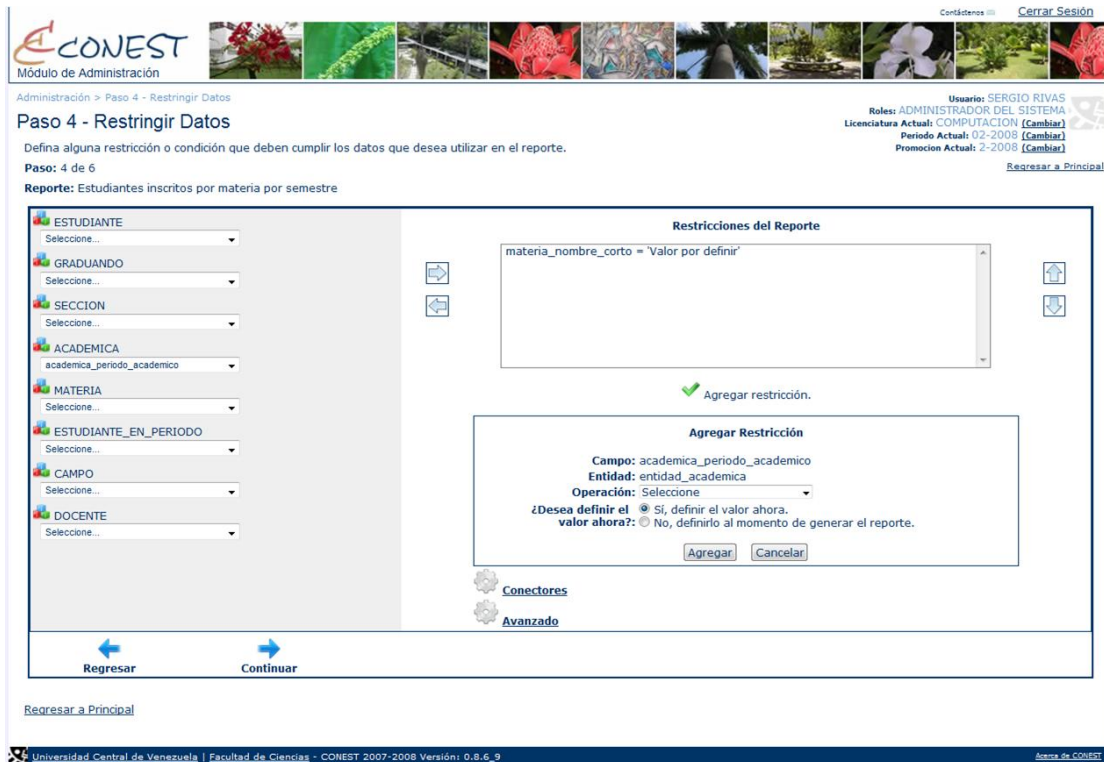 Contáctenos
Cerrar Sesión
CONEST
Módulo de Administración
Administración > Paso 4 - Restringir Datos
Usuario: SERGIO RIVAS
Roles: ADMINISTRADOR DEL SISTEMA
Licenciatura Actual: COMPUTACION (Cambiar)
Periodo Actual: 02-2008 (Cambiar)
Promocion Actual: 2-2008 (Cambiar)
Regresar a Principal
Paso 4 - Restringir Datos
Defina alguna restricción o condición que deben cumplir los datos que desea utilizar en el reporte.
Paso: 4 de 6
Reporte: Estudiantes inscritos por materia por semestre
ESTUDIANTE
Seleccione...
GRADUANDO
Seleccione...
SECCION
Seleccione...
ACADEMICA
academica_periodo_academico
MATERIA
Seleccione...
ESTUDIANTE_EN_PERIODO
Seleccione...
CAMPO
Seleccione...
DOCENTE
Seleccione...
Restricciones del Reporte
materia_nombre_corto = 'Valor por definir'
Agregar restricción.
Agregar Restricción
Campo: academica_periodo_academico
Entidad: entidad_academica
Operación: Seleccione
¿Desea definir el valor ahora?:
Sí, definir el valor ahora.
No, definirlo al momento de generar el reporte.
Agregar Cancelar
Conectores
Avanzado
Regresar Continuar
Regresar a Principal
Universidad Central de Venezuela | Facultad de Ciencias - CONEST 2007-2008 Versión: 0.8.6_9
Acerca de CONEST